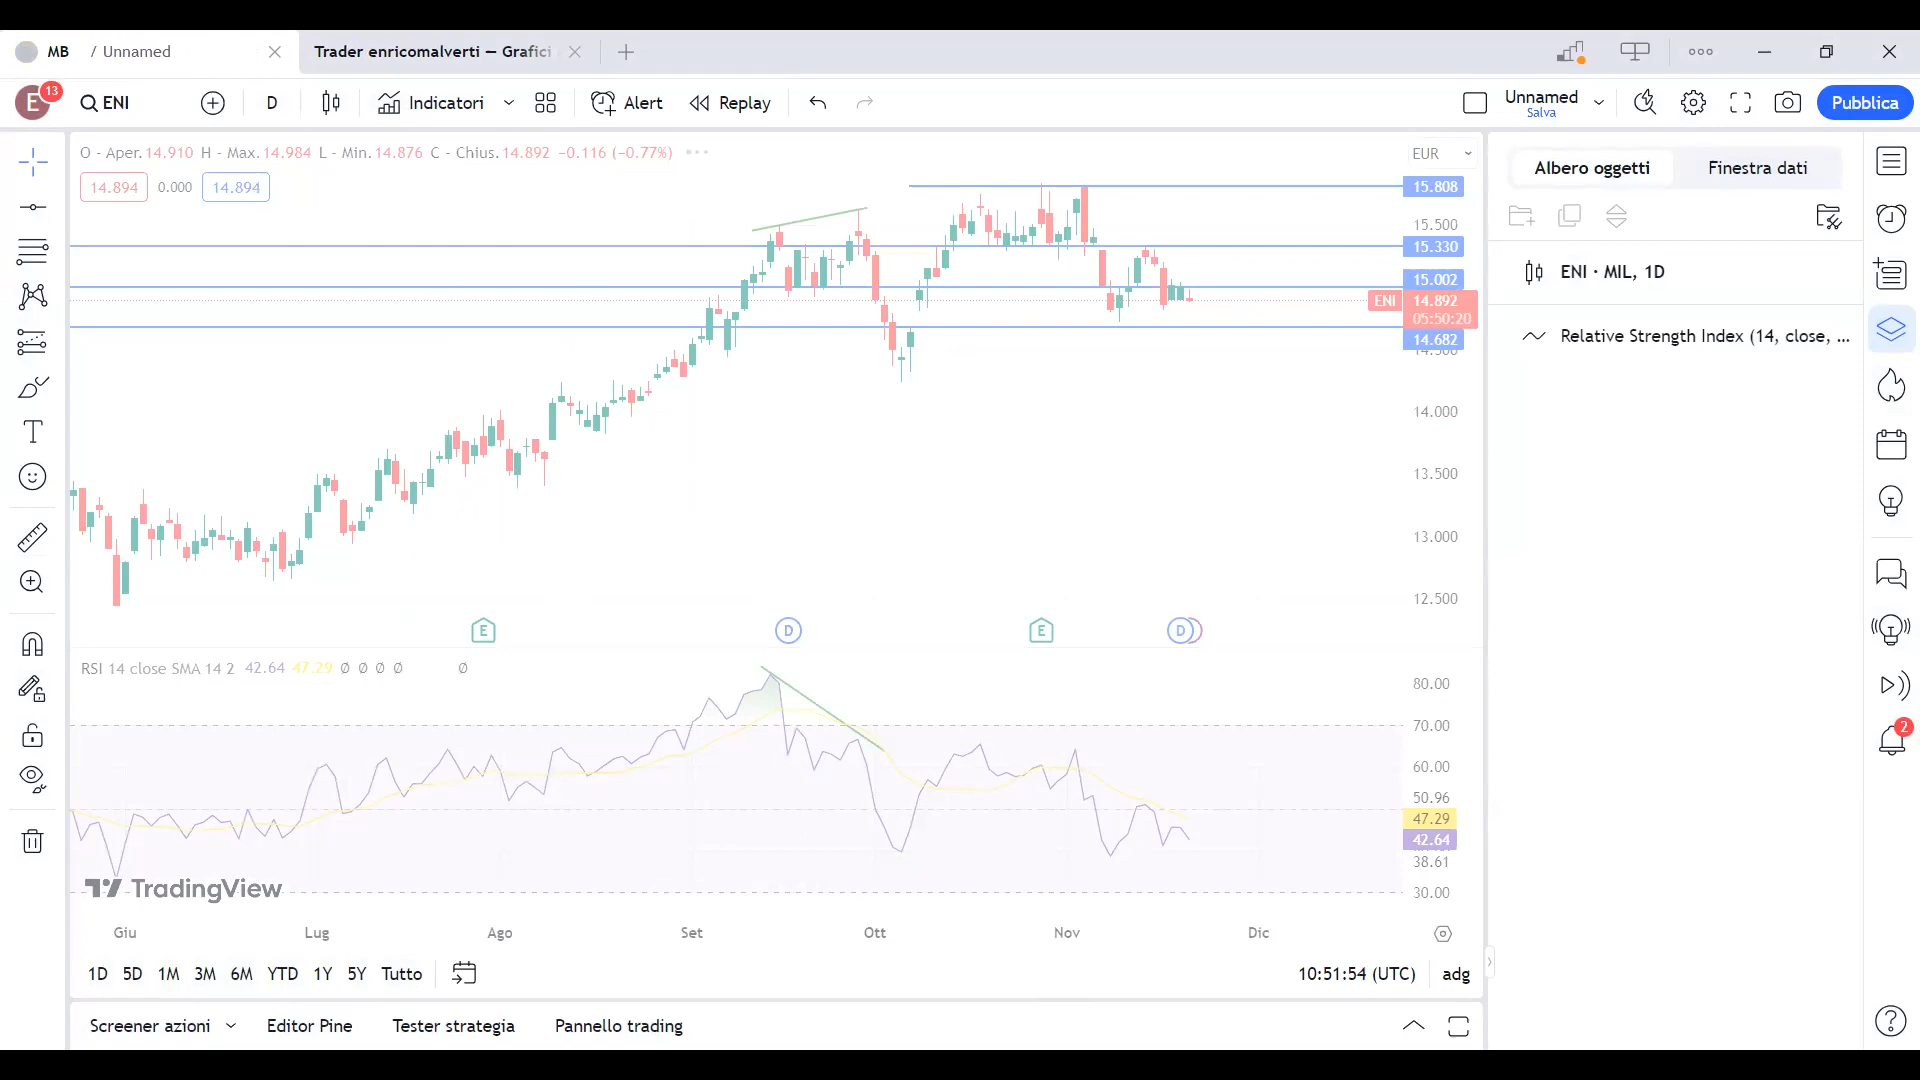 MB / Unnamed
Trader enricomalverti — Grafici
E 13 ENI D Indicatori Alert Replay Unnamed Salva Pubblica
O - Aper.14.910 H - Max.14.984 L - Min.14.876 C - Chius.14.892 −0.116 (−0.77%)
14.894 0.000 14.894
EUR
15.808
15.500
15.330
15.002
ENI 14.892
05:50:20
14.682
14.500
14.000
13.500
13.000
12.500
E D E D
RSI 14 close SMA 14 2 42.64 47.29 Ø Ø Ø Ø Ø
80.00
70.00
60.00
50.96
47.29
42.64
38.61
30.00
TradingView
Giu Lug Ago Set Ott Nov Dic
1D 5D 1M 3M 6M YTD 1Y 5Y Tutto 10:51:54 (UTC) adg
Screener azioni Editor Pine Tester strategia Pannello trading
Albero oggetti Finestra dati
ENI · MIL, 1D
Relative Strength Index (14, close, ...
2